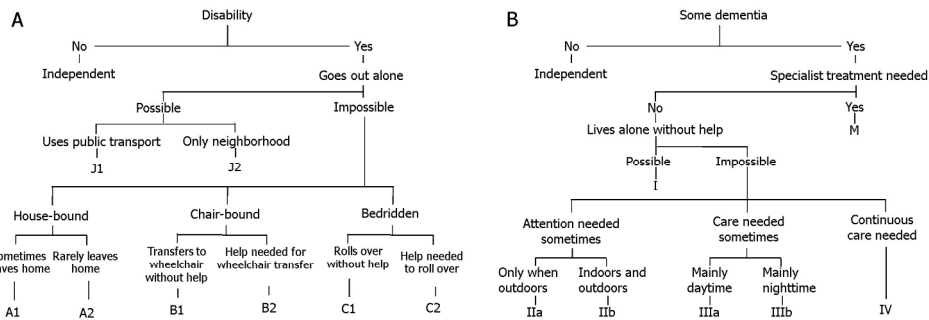 A
Disability
No
Yes
Independent
Goes out alone
Possible
Impossible
Uses public transport
Only neighborhood
J1
J2
House-bound
Chair-bound
Bedridden
ometimes
ves home
Rarely leaves
home
Transfers to
wheelchair
without help
Help needed for
wheelchair transfer
Rolls over
without help
Help needed
to roll over
A1
A2
B1
B2
C1
C2
B
Some dementia
No
Yes
Independent
Specialist treatment needed
No
Yes
Lives alone without help
M
Possible
Impossible
I
Attention needed
sometimes
Care needed
sometimes
Continuous
care needed
Only when
outdoors
Indoors and
outdoors
Mainly
daytime
Mainly
nighttime
IIa
IIb
IIIa
IIIb
IV